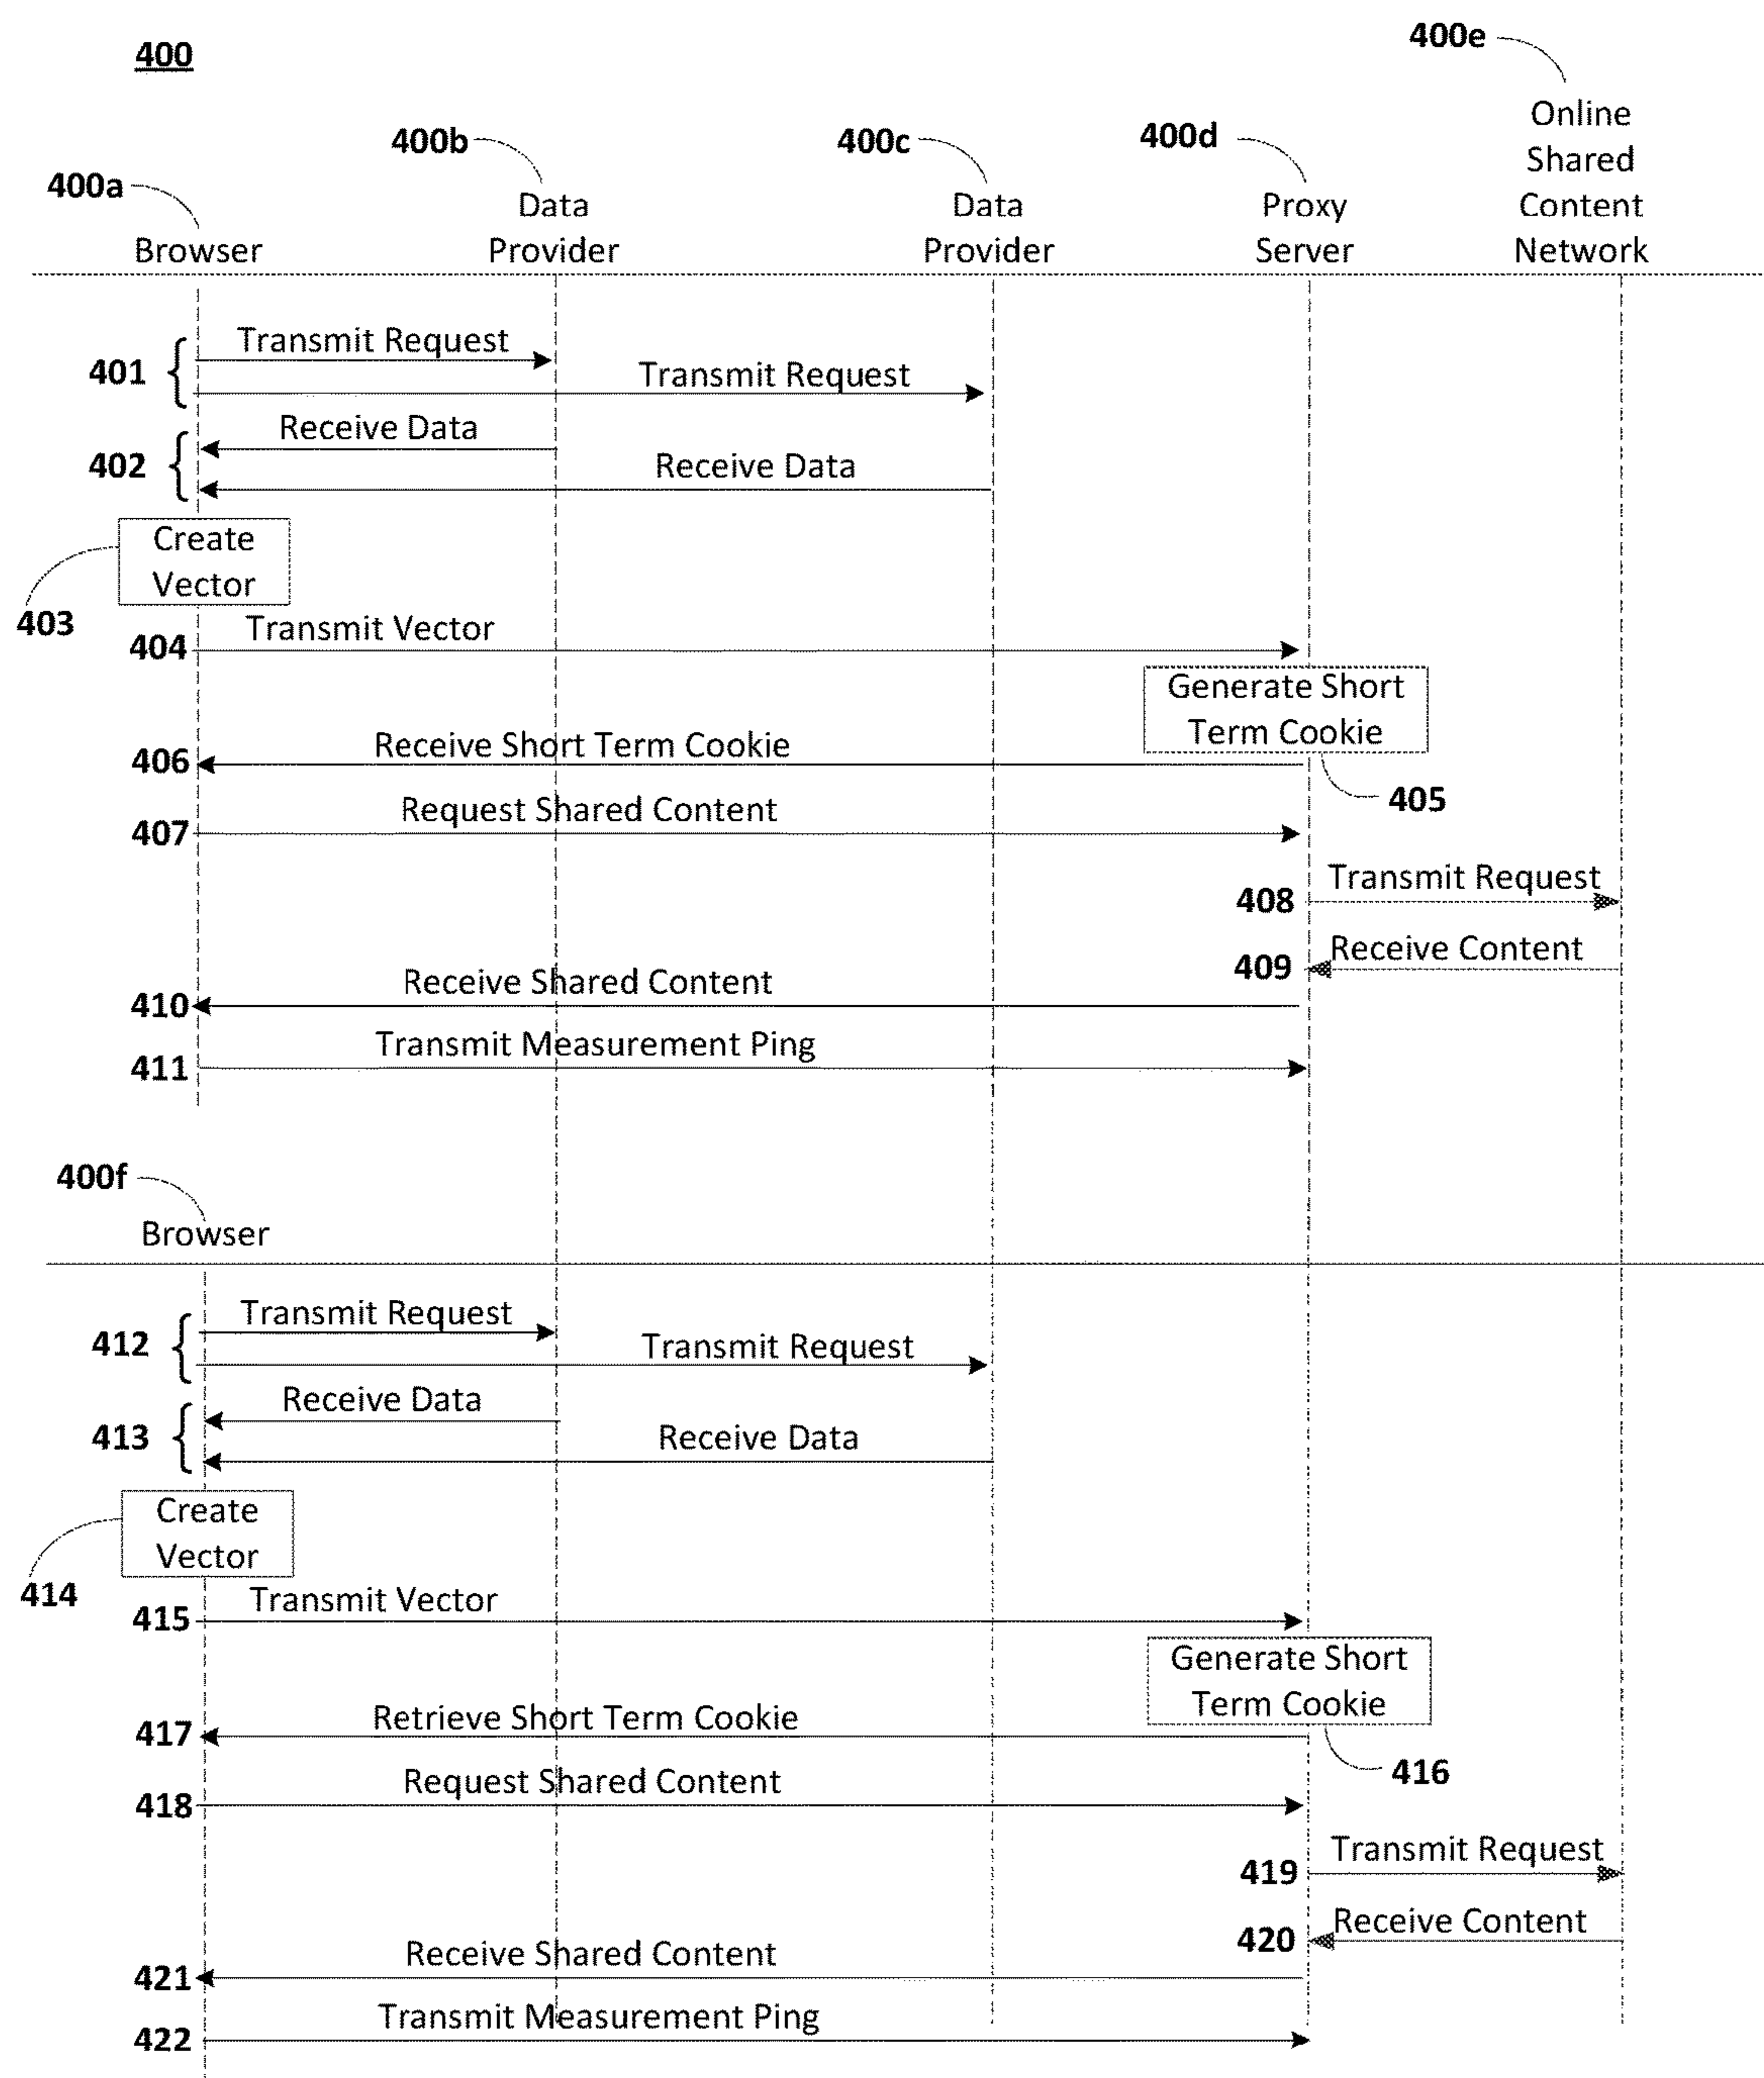 400
400e
Online
Shared
Content
Network
400b
400c
400d
400a
Data
Provider
Data
Provider
Proxy
Server
Browser
Transmit Request
401
Transmit Request
Receive Data
402
Receive Data
Create
Vector
403
Transmit Vector
404
Generate Short
Term Cookie
405
Receive Short Term Cookie
406
Request Shared Content
407
Transmit Request
408
Receive Content
409
Receive Shared Content
410
Transmit Measurement Ping
411
400f
Browser
Transmit Request
412
Transmit Request
Receive Data
413
Receive Data
Create
Vector
414
Transmit Vector
415
Generate Short
Term Cookie
416
Retrieve Short Term Cookie
417
Request Shared Content
418
Transmit Request
419
Receive Content
420
Receive Shared Content
421
Transmit Measurement Ping
422